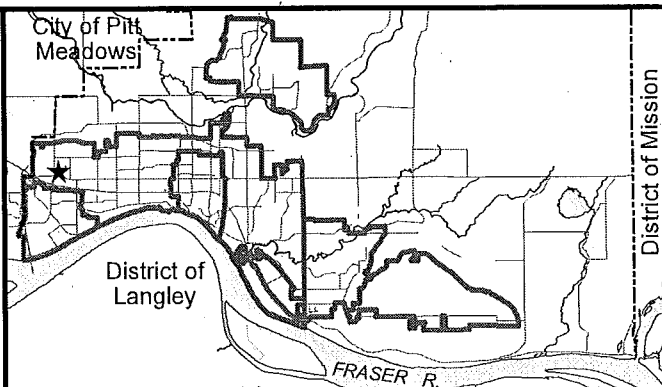 City of Pitt
Meadows
District of Mission
District of
Langley
FRASER R.